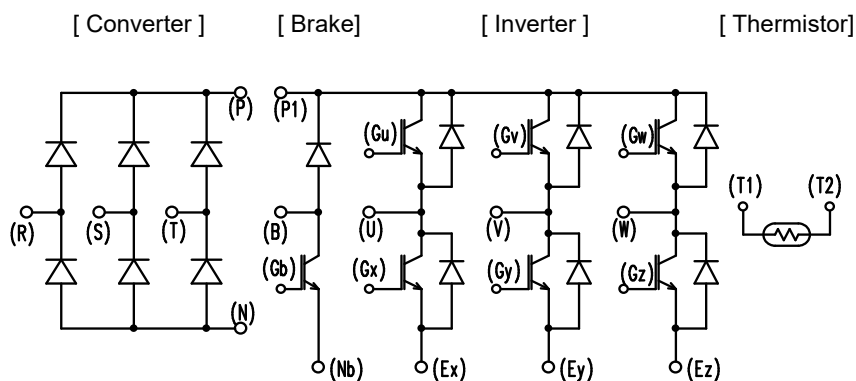 [ Converter ] [ Brake] [ Inverter ] [ Thermistor]
(P) (P1)
(Gu) (Gv) (Gw)
(T1) (T2)
(R) (S) (T) (B) (U) (V) (W)
(Gb) (Gx) (Gy) (Gz)
(N)
(Nb) (Ex) (Ey) (Ez)